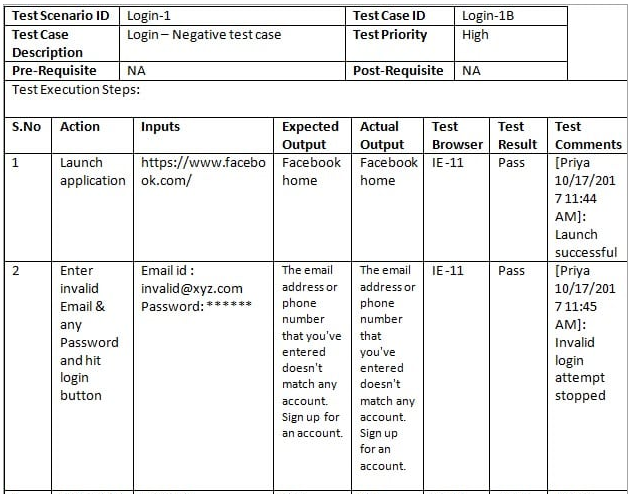 Test Scenario ID Login-1 Test Case ID Login-1B
Test Case Description Login – Negative test case Test Priority High
Pre-Requisite NA Post-Requisite NA
Test Execution Steps:
S.No Action Inputs Expected Output Actual Output Test Browser Test Result Test Comments
1 Launch application https://www.facebook.com/ Facebook home Facebook home IE-11 Pass [Priya 10/17/2017 11:44 AM]: Launch successful
2 Enter invalid Email & any Password and hit login button Email id : invalid@xyz.com Password: ****** The email address or phone number that you've entered doesn't match any account. Sign up for an account. The email address or phone number that you've entered doesn't match any account. Sign up for an account. IE-11 Pass [Priya 10/17/2017 11:45 AM]: Invalid login attempt stopped